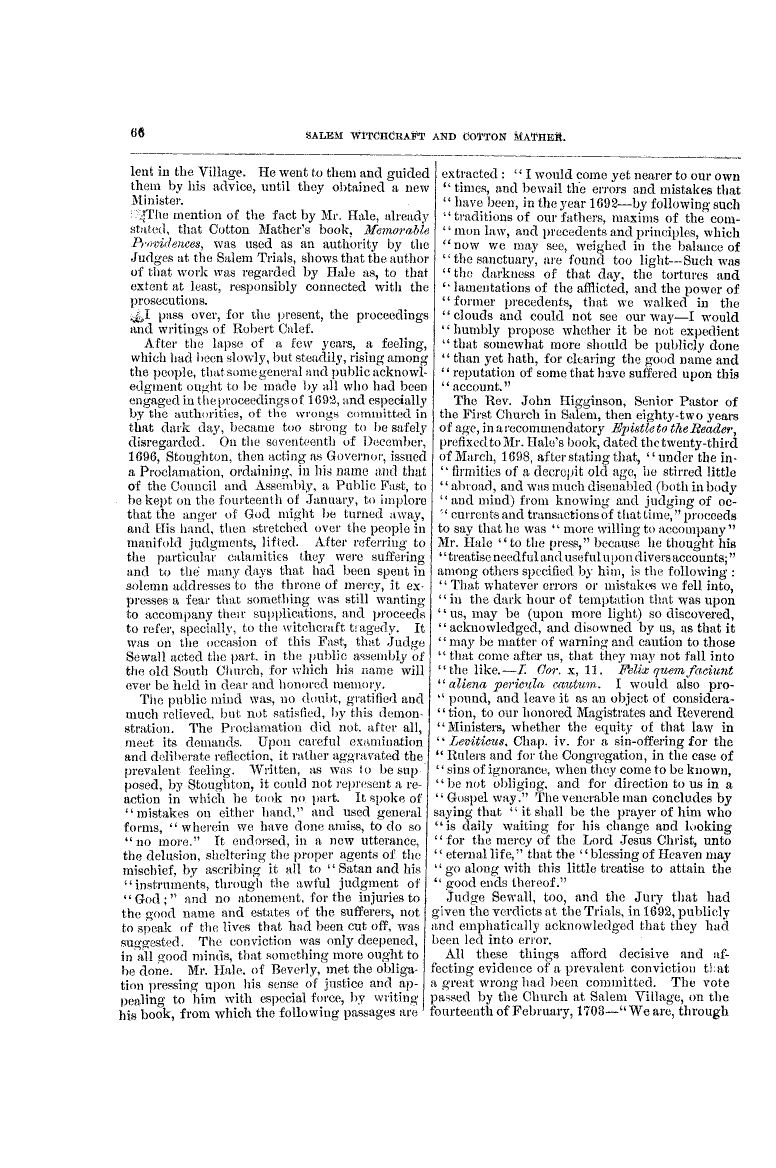 66
SALEM WITCHCRAFT AND COTTON MATHER.
lent in the Village. He went to them and guided
them by his advice, until they obtained a new
Minister.
The mention of the fact by Mr. Hale, already
stated, that Cotton Mather's book, Memorable
Providences, was used as an authority by the
Judges at the Salem Trials, shows that the author
of that work was regarded by Hale as, to that
extent at least, responsibly connected with the
prosecutions.
I pass over, for the present, the proceedings
and writings of Robert Calef.
After the lapse of a few years, a feeling,
which had been slowly, but steadily, rising among
the people, that some general and public acknowl-
edgment ought to be made by all who had been
engaged in the proceedings of 1692, and especially
by the authorities, of the wrongs committed in
that dark day, became too strong to be safely
disregarded. On the seventeenth of December,
1696, Stoughton, then acting as Governor, issued
a Proclamation, ordaining, in his name and that
of the Council and Assembly, a Public Fast, to
be kept on the fourteenth of January, to implore
that the anger of God might be turned away,
and His hand, then stretched over the people in
manifold judgments, lifted. After referring to
the particular calamities they were suffering
and to the many days that had been spent in
solemn addresses to the throne of mercy, it ex-
presses a fear that something was still wanting
to accompany their supplications, and proceeds
to refer, specially, to the witchcraft tragedy. It
was on the occasion of this Fast, that Judge
Sewall acted the part. in the public assembly of
the old South Church, for which his name will
ever be held in dear and honored memory.
The public mind was, no doubt, gratified and
much relieved, but not satisfied, by this demon-
stration. The Proclamation did not. after all,
meet its demands. Upon careful examination
and deliberate reflection, it rather aggravated the
prevalent feeling. Written, as was to be sup
posed, by Stoughton, it could not represent a re-
action in which he took no part. It spoke of
"mistakes on either hand," and used general
forms, "wherein we have done amiss, to do so
"no more." It endorsed, in a new utterance,
the delusion, sheltering the proper agents of the
mischief, by ascribing it all to "Satan and his
"instruments, through the awful judgment of
"God;" and no atonement, for the injuries to
the good name and estates of the sufferers, not
to speak of the lives that had been cut off, was
suggested. The conviction was only deepened,
in all good minds, that something more ought to
be done. Mr. Hale, of Beverly, met the obliga-
tion pressing upon his sense of justice and ap-
pealing to him with especial force, by writing
his book, from which the following passages are
extracted: "I would come yet nearer to our own
"times, and bewail the errors and mistakes that
"have been, in the year 1692—by following such
"traditions of our fathers, maxims of the com-
"mon law, and precedents and principles, which
"now we may see, weighed in the balance of
"the sanctuary, are found too light—Such was
"the darkness of that day, the tortures and
"lamentations of the afflicted, and the power of
"former precedents, that we walked in the
"clouds and could not see our way—I would
"humbly propose whether it be not expedient
"that somewhat more should be publicly done
"than yet hath, for clearing the good name and
"reputation of some that have suffered upon this
"account."
The Rev. John Higginson, Senior Pastor of
the First Church in Salem, then eighty-two years
of age, in a recommendatory Epistle to the Reader,
prefixed to Mr. Hale's book, dated the twenty-third
of March, 1698, after stating that, "under the in-
"firmities of a decrepit old age, he stirred little
"abroad, and was much disenabled (both in body
"and mind) from knowing and judging of oc-
"currents and transactions of that time," proceeds
to say that he was "more willing to accompany"
Mr. Hale "to the press," because he thought his
"treatise needful and useful upon divers accounts;"
among others specified by him, is the following:
"That whatever errors or mistakes we fell into,
"in the dark hour of temptation that was upon
"us, may be (upon more light) so discovered,
"acknowledged, and disowned by us, as that it
"may be matter of warning and caution to those
"that come after us, that they may not fall into
"the like.—I. Cor. x, 11. Felix quem faciunt
"aliena pericula cautum. I would also pro-
"pound, and leave it as an object of considera-
"tion, to our honored Magistrates and Reverend
"Ministers, whether the equity of that law in
"Leviticus, Chap. iv. for a sin-offering for the
"Rulers and for the Congregation, in the case of
"sins of ignorance, when they come to be known,
"be not obliging, and for direction to us in a
"Gospel way." The venerable man concludes by
saying that "it shall be the prayer of him who
"is daily waiting for his change and looking
"for the mercy of the Lord Jesus Christ, unto
"eternal life," that the "blessing of Heaven may
"go along with this little treatise to attain the
"good ends thereof."
Judge Sewall, too, and the Jury that had
given the verdicts at the Trials, in 1692, publicly
and emphatically acknowledged that they had
been led into error.
All these things afford decisive and af-
fecting evidence of a prevalent conviction that
a great wrong had been committed. The vote
passed by the Church at Salem Village, on the
fourteenth of February, 1703—"We are, through